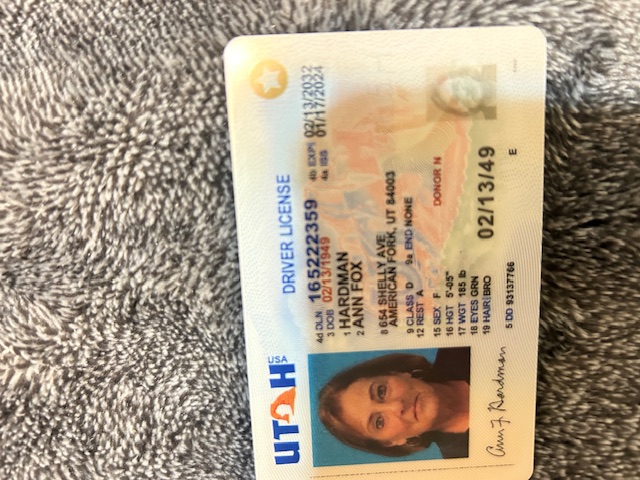 UTAH
USA
DRIVER LICENSE
4d DLN 165222359
3 DOB 02/13/1949
4b EXP 02/13/2032
4a ISS 01/17/2024
1 HARDMAN
2 ANN FOX
8 654 SHELLY AVE
AMERICAN FORK, UT 84003
9 CLASS D 9a END NONE
12 REST A
15 SEX F DONOR N
16 HGT 5'-05"
17 WGT 185 lb
18 EYES GRN
19 HAIR BRO
02/13/49
5 DD 93137766
E
Ann F Hardman